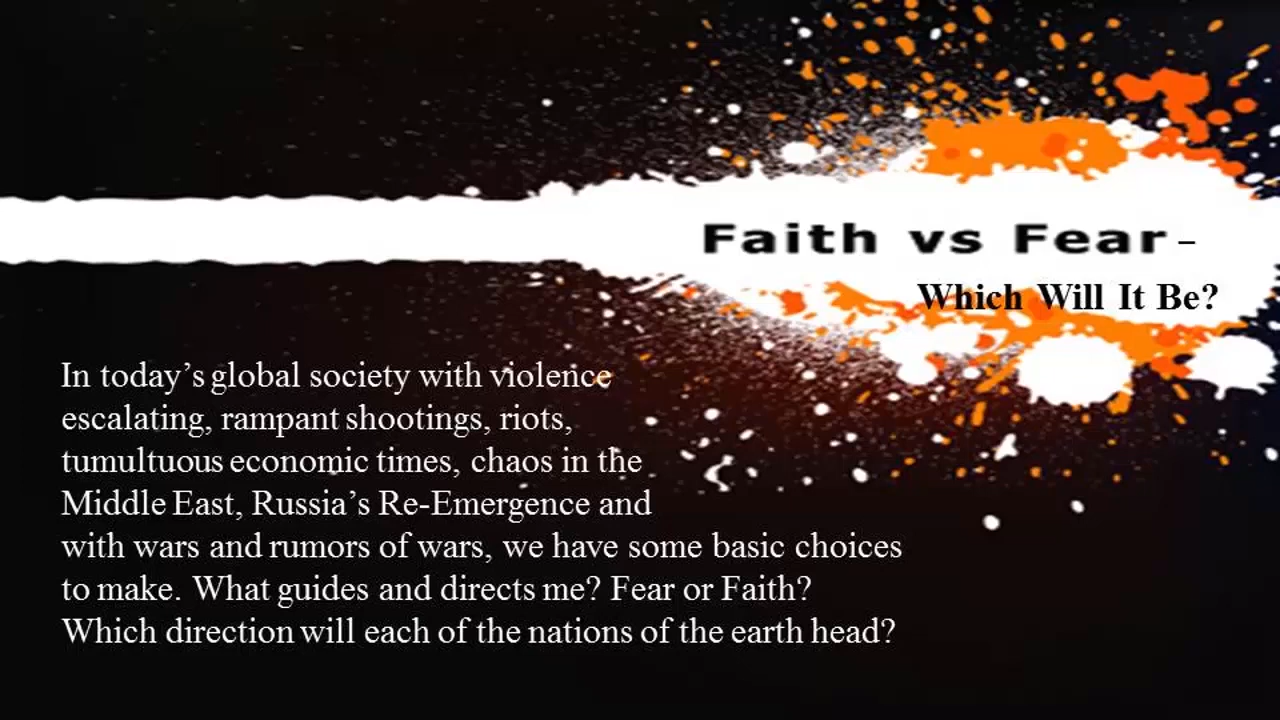 Faith vs Fear –
Which Will It Be?
In today’s global society with violence
escalating, rampant shootings, riots,
tumultuous economic times, chaos in the
Middle East, Russia’s Re-Emergence and
with wars and rumors of wars, we have some basic choices
to make. What guides and directs me? Fear or Faith?
Which direction will each of the nations of the earth head?